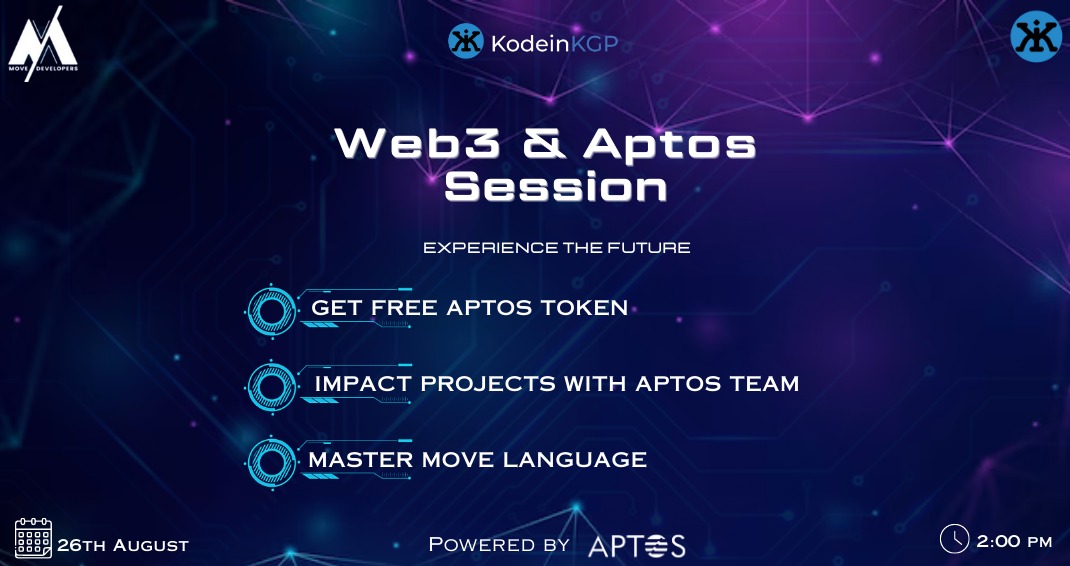 MOVE DEVELOPERS
KodeinKGP
Web3 & Aptos
Session
EXPERIENCE THE FUTURE
GET FREE APTOS TOKEN
IMPACT PROJECTS WITH APTOS TEAM
MASTER MOVE LANGUAGE
26TH AUGUST
POWERED BY APTOS
2:00 PM